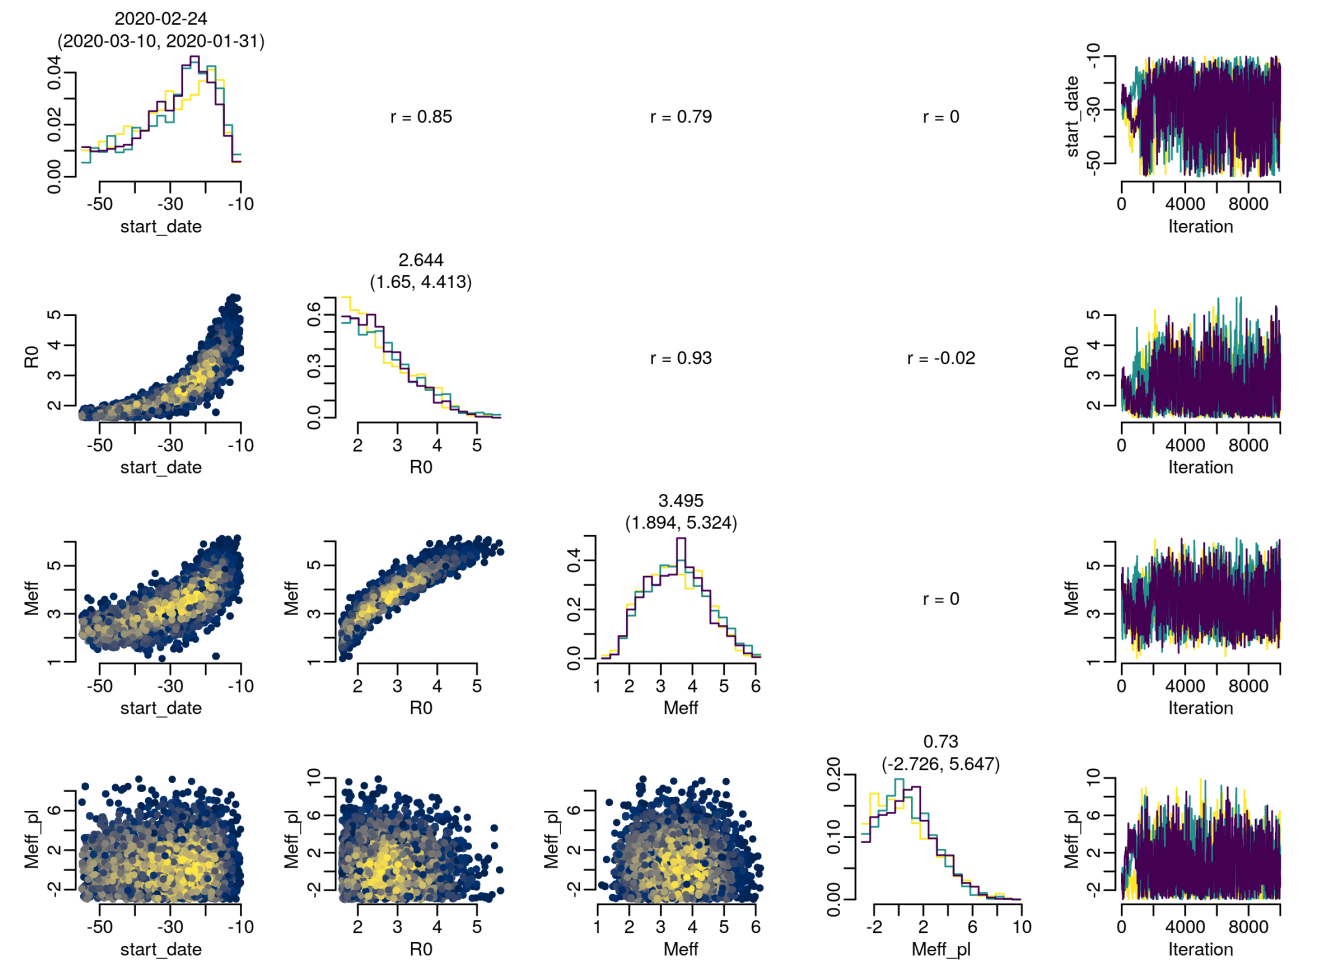 2020-02-24
(2020-03-10, 2020-01-31)
0.00 0.02 0.04
-50 -30 -10
start_date
r = 0.85
r = 0.79
r = 0
start_date
-50 -30 -10
0 4000 8000
Iteration
R0
2 3 4 5
-50 -30 -10
start_date
2.644
(1.65, 4.413)
0.0 0.3 0.6
2 3 4 5
R0
r = 0.93
r = -0.02
R0
2 3 4 5
0 4000 8000
Iteration
Meff
1 3 5
-50 -30 -10
start_date
Meff
1 3 5
2 3 4 5
R0
3.495
(1.894, 5.324)
0.0 0.2 0.4
1 2 3 4 5 6
Meff
r = 0
Meff
1 3 5
0 4000 8000
Iteration
Meff_pl
-2 2 6
-50 -30 -10
start_date
Meff_pl
-2 2 6 10
2 3 4 5
R0
Meff_pl
-2 2 6
1 2 3 4 5 6
Meff
0.73
(-2.726, 5.647)
0.00 0.10 0.20
-2 2 6 10
Meff_pl
Meff_pl
-2 2 6 10
0 4000 8000
Iteration